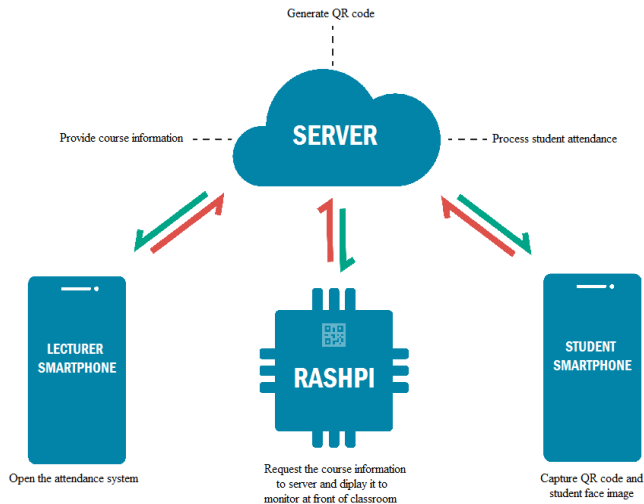 Generate QR code
SERVER
Provide course information
Process student attendance
LECTURER
SMARTPHONE
RASHPI
STUDENT
SMARTPHONE
Open the attendance system
Request the course information
to server and diplay it to
monitor at front of classroom
Capture QR code and
student face image